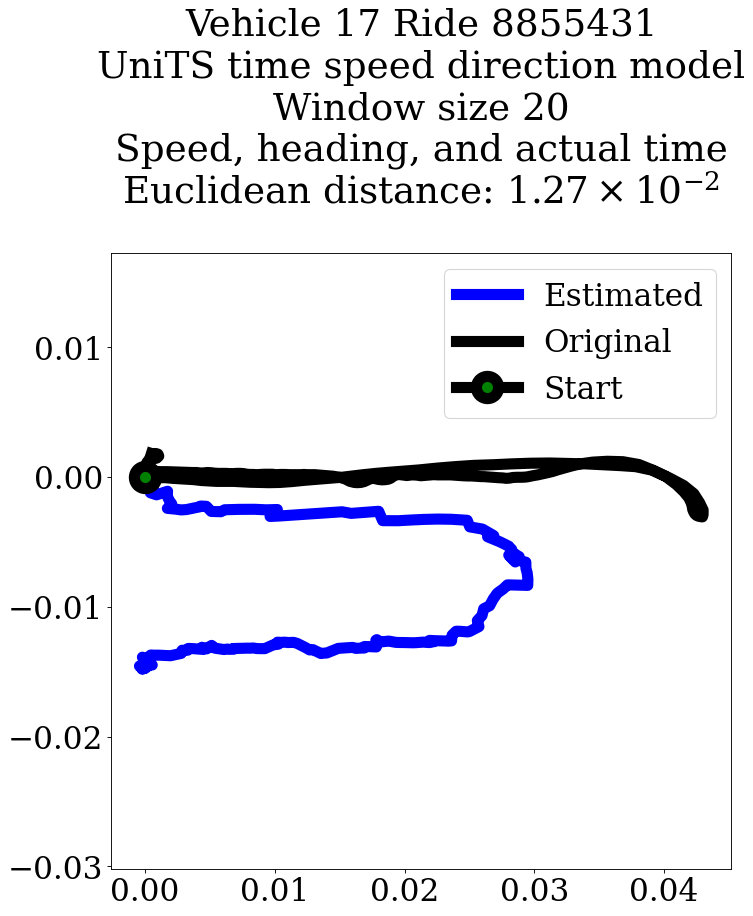 Vehicle 17 Ride 8855431
UniTS time speed direction model
Window size 20
Speed, heading, and actual time
Euclidean distance: 1.27 × 10⁻²
Estimated
Original
Start
0.01
0.00
−0.01
−0.02
−0.03
0.00 0.01 0.02 0.03 0.04